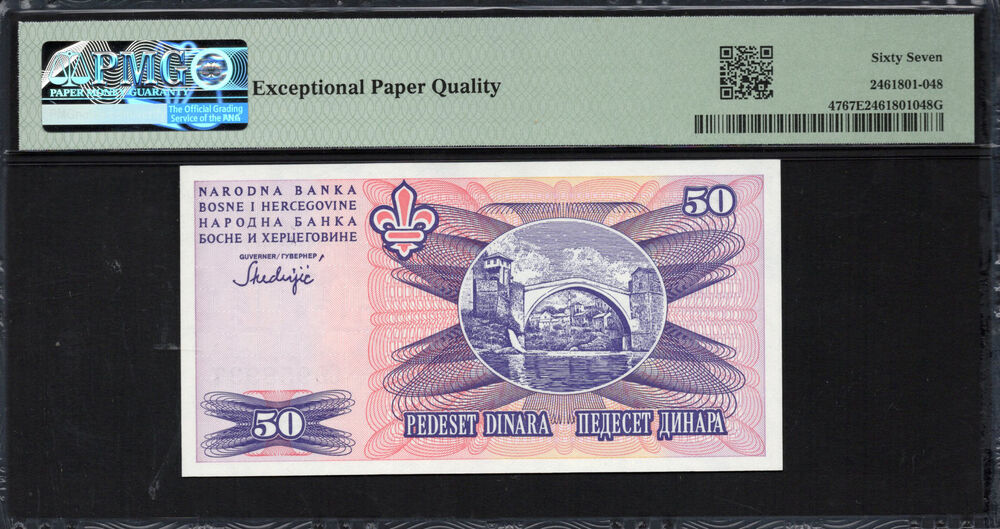 PMG
PAPER MONEY GUARANTY
The Official Grading
Service of the ANA
Exceptional Paper Quality
Sixty Seven
2461801-048
4767E2461801048G
NARODNA BANKA
BOSNE I HERCEGOVINE
НАРОДНА БАНКА
БОСНЕ И ХЕРЦЕГОВИНЕ
GUVERNER/ГУВЕРНЕР
50
50
PEDESET DINARA ПЕДЕСЕТ ДИНАРА